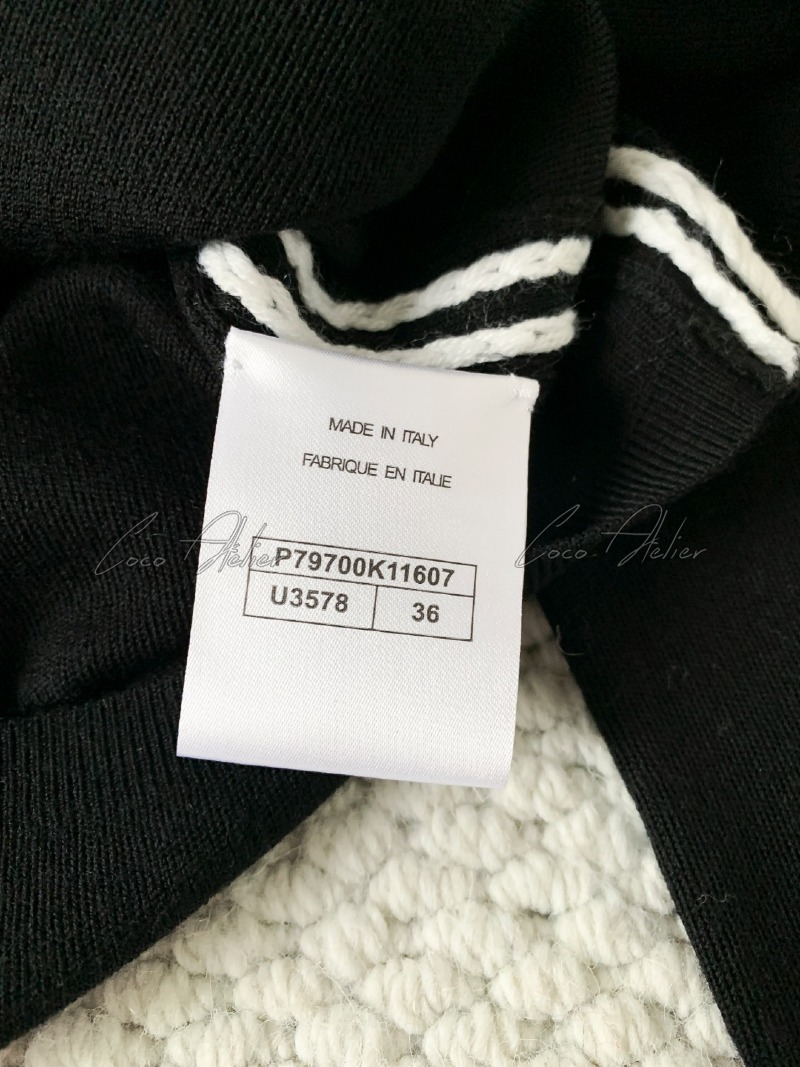 MADE IN ITALY
FABRIQUE EN ITALIE
Coco Atelier
Coco Atelier
P79700K11607
U3578 36